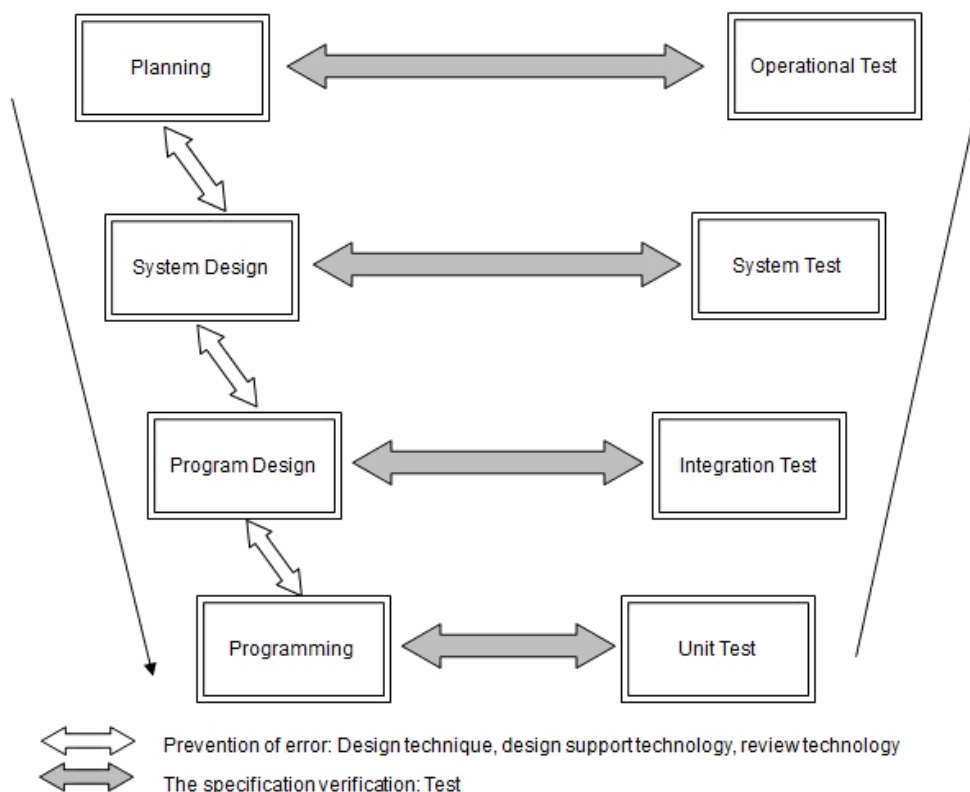 Planning
Operational Test
System Design
System Test
Program Design
Integration Test
Programming
Unit Test
Prevention of error: Design technique, design support technology, review technology
The specification verification: Test